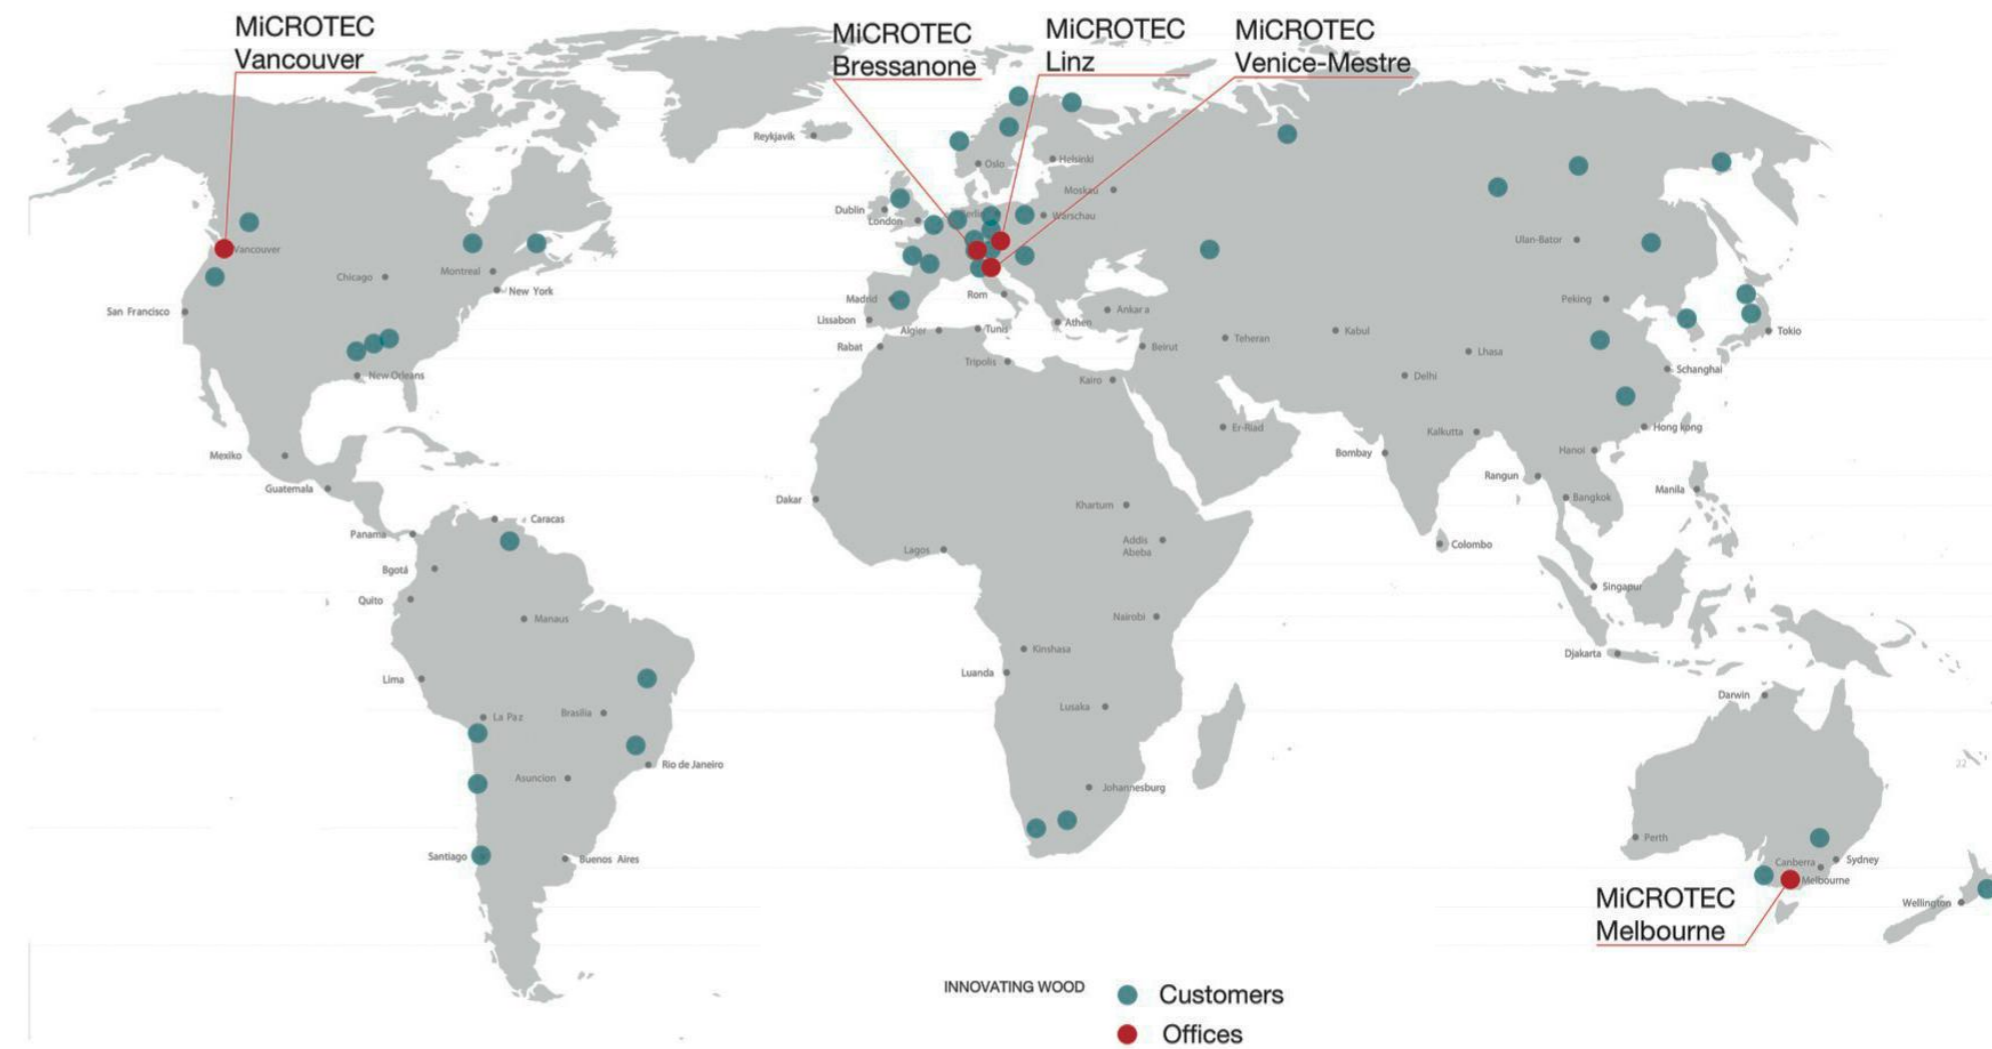 MiCROTEC
Vancouver
MiCROTEC
Bressanone
MiCROTEC
Linz
MiCROTEC
Venice-Mestre
Reykjavik
Oslo
Helsinki
Moskau
Dublin
London
Warschau
Vancouver
Chicago
Montreal
New York
San Francisco
New Orleans
Madrid
Lissabon
Rom
Ankara
Athen
Algier
Tunis
Rabat
Tripolis
Beirut
Kairo
Teheran
Kabul
Lhasa
Delhi
Er-Riad
Ulan-Bator
Peking
Tokio
Schanghai
Hong kong
Kalkutta
Hanoi
Bombay
Rangun
Bangkok
Manila
Colombo
Singapur
Djakarta
Mexiko
Guatemala
Panama
Caracas
Bgotá
Quito
Manaus
Lima
La Paz
Brasilia
Rio de Janeiro
Asuncion
Santiago
Buenos Aires
Dakar
Khartum
Addis
Abeba
Lagos
Nairobi
Kinshasa
Luanda
Lusaka
Johannesburg
Darwin
22
Perth
Canberra
Sydney
Melbourne
Wellington
MiCROTEC
Melbourne
INNOVATING WOOD
Customers
Offices